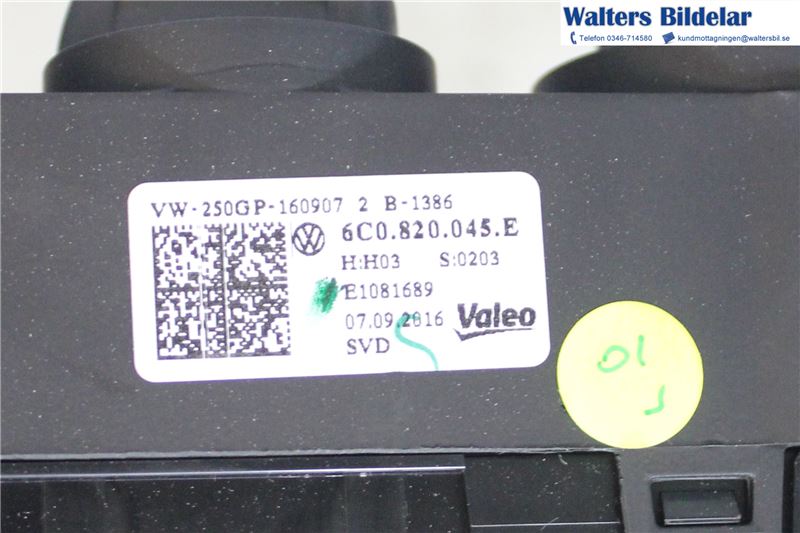 Walters Bildelar
Telefon 0346-714580 kundmottagningen@waltersbil.se
VW-250GP-160907 2 B-1386
6C0.820.045.E
H:H03 S:0203
E1081689
07.09.2016 Valeo
SVD